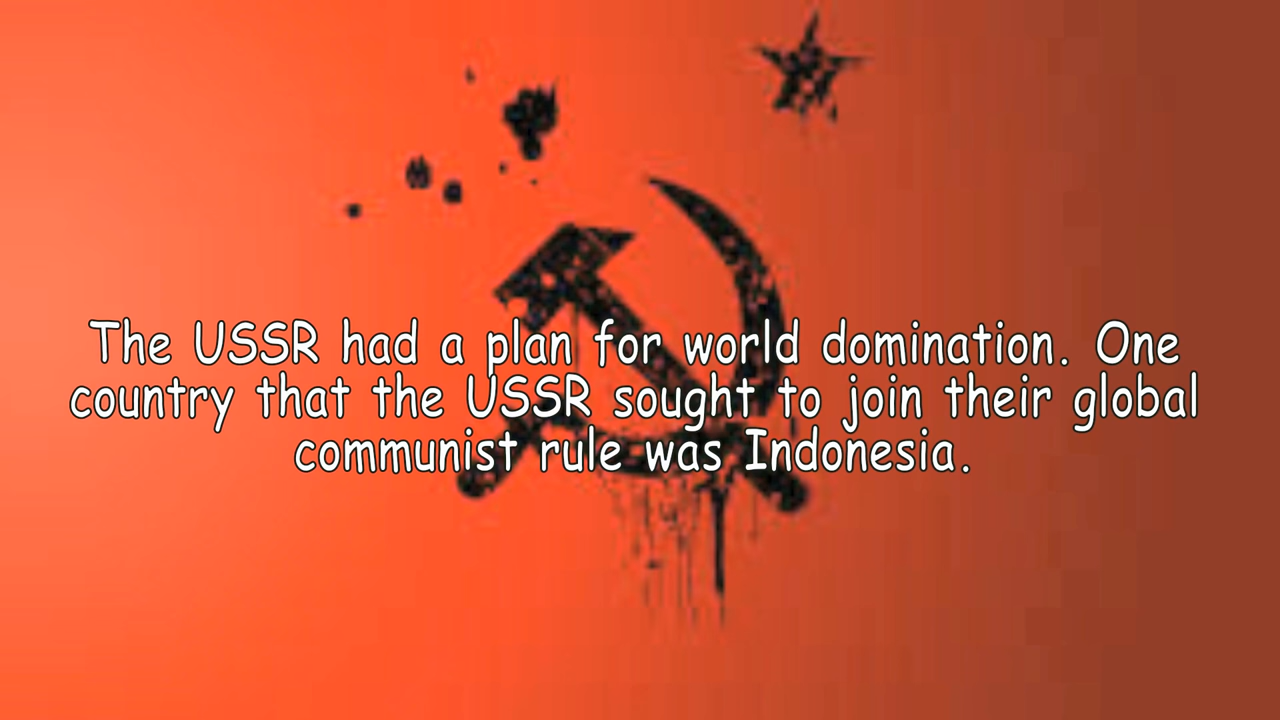 The USSR had a plan for world domination. One
country that the USSR sought to join their global
communist rule was Indonesia.